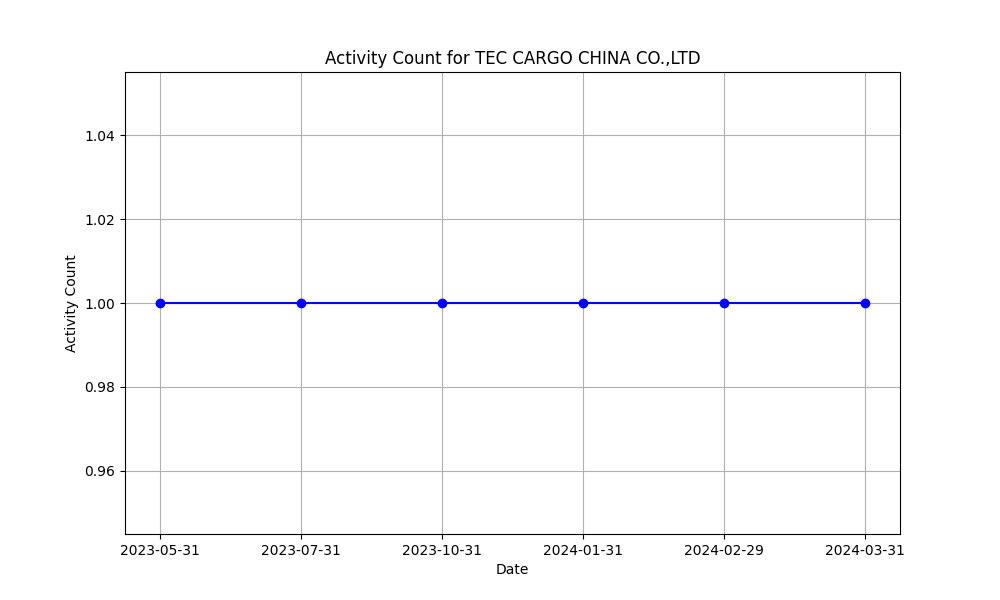 Activity Count for TEC CARGO CHINA CO.,LTD
1.04
1.02
1.00
0.98
0.96
Activity Count
2023-05-31 2023-07-31 2023-10-31 2024-01-31 2024-02-29 2024-03-31
Date